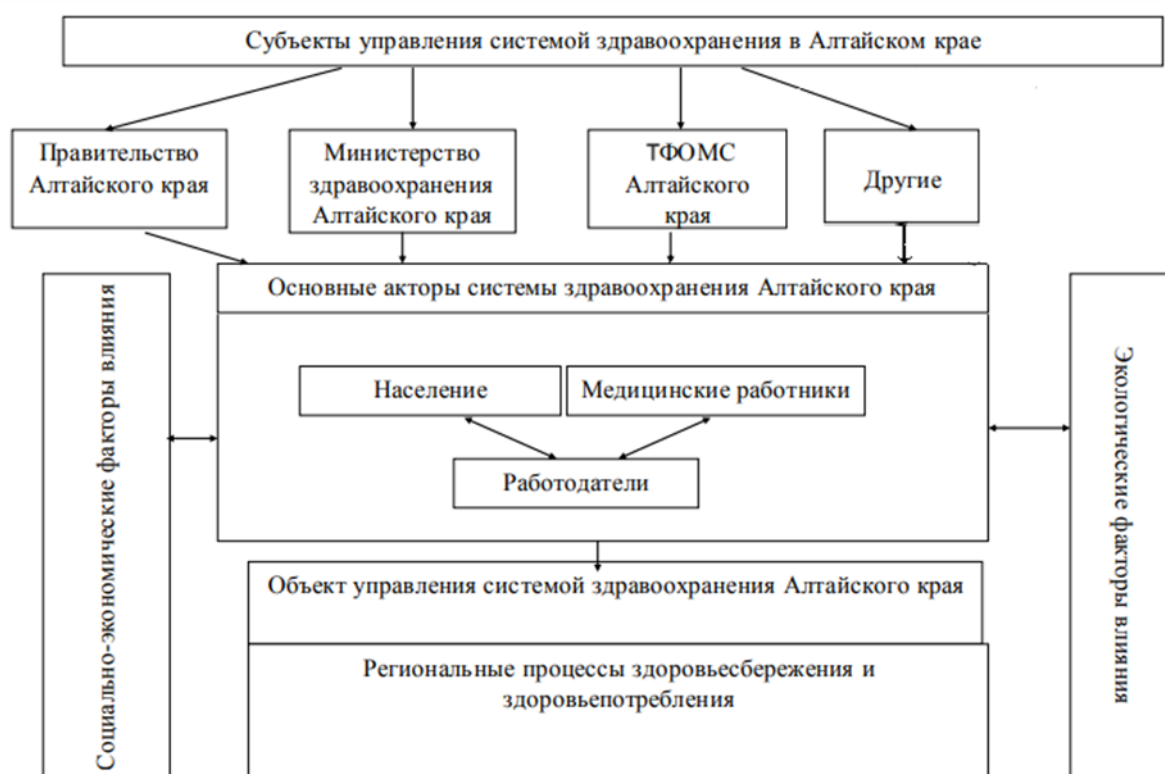 Субъекты управления системой здравоохранения в Алтайском крае
Правительство
Алтайского края
Министерство
здравоохранения
Алтайского края
ТФОМС
Алтайского
края
Другие
Основные акторы системы здравоохранения Алтайского края
Социально-экономические факторы влияния
Население
Медицинские работники
Работодатели
Экологические факторы влияния
Объект управления системой здравоохранения Алтайского края
Региональные процессы здоровьесбережения и
здоровьепотребления